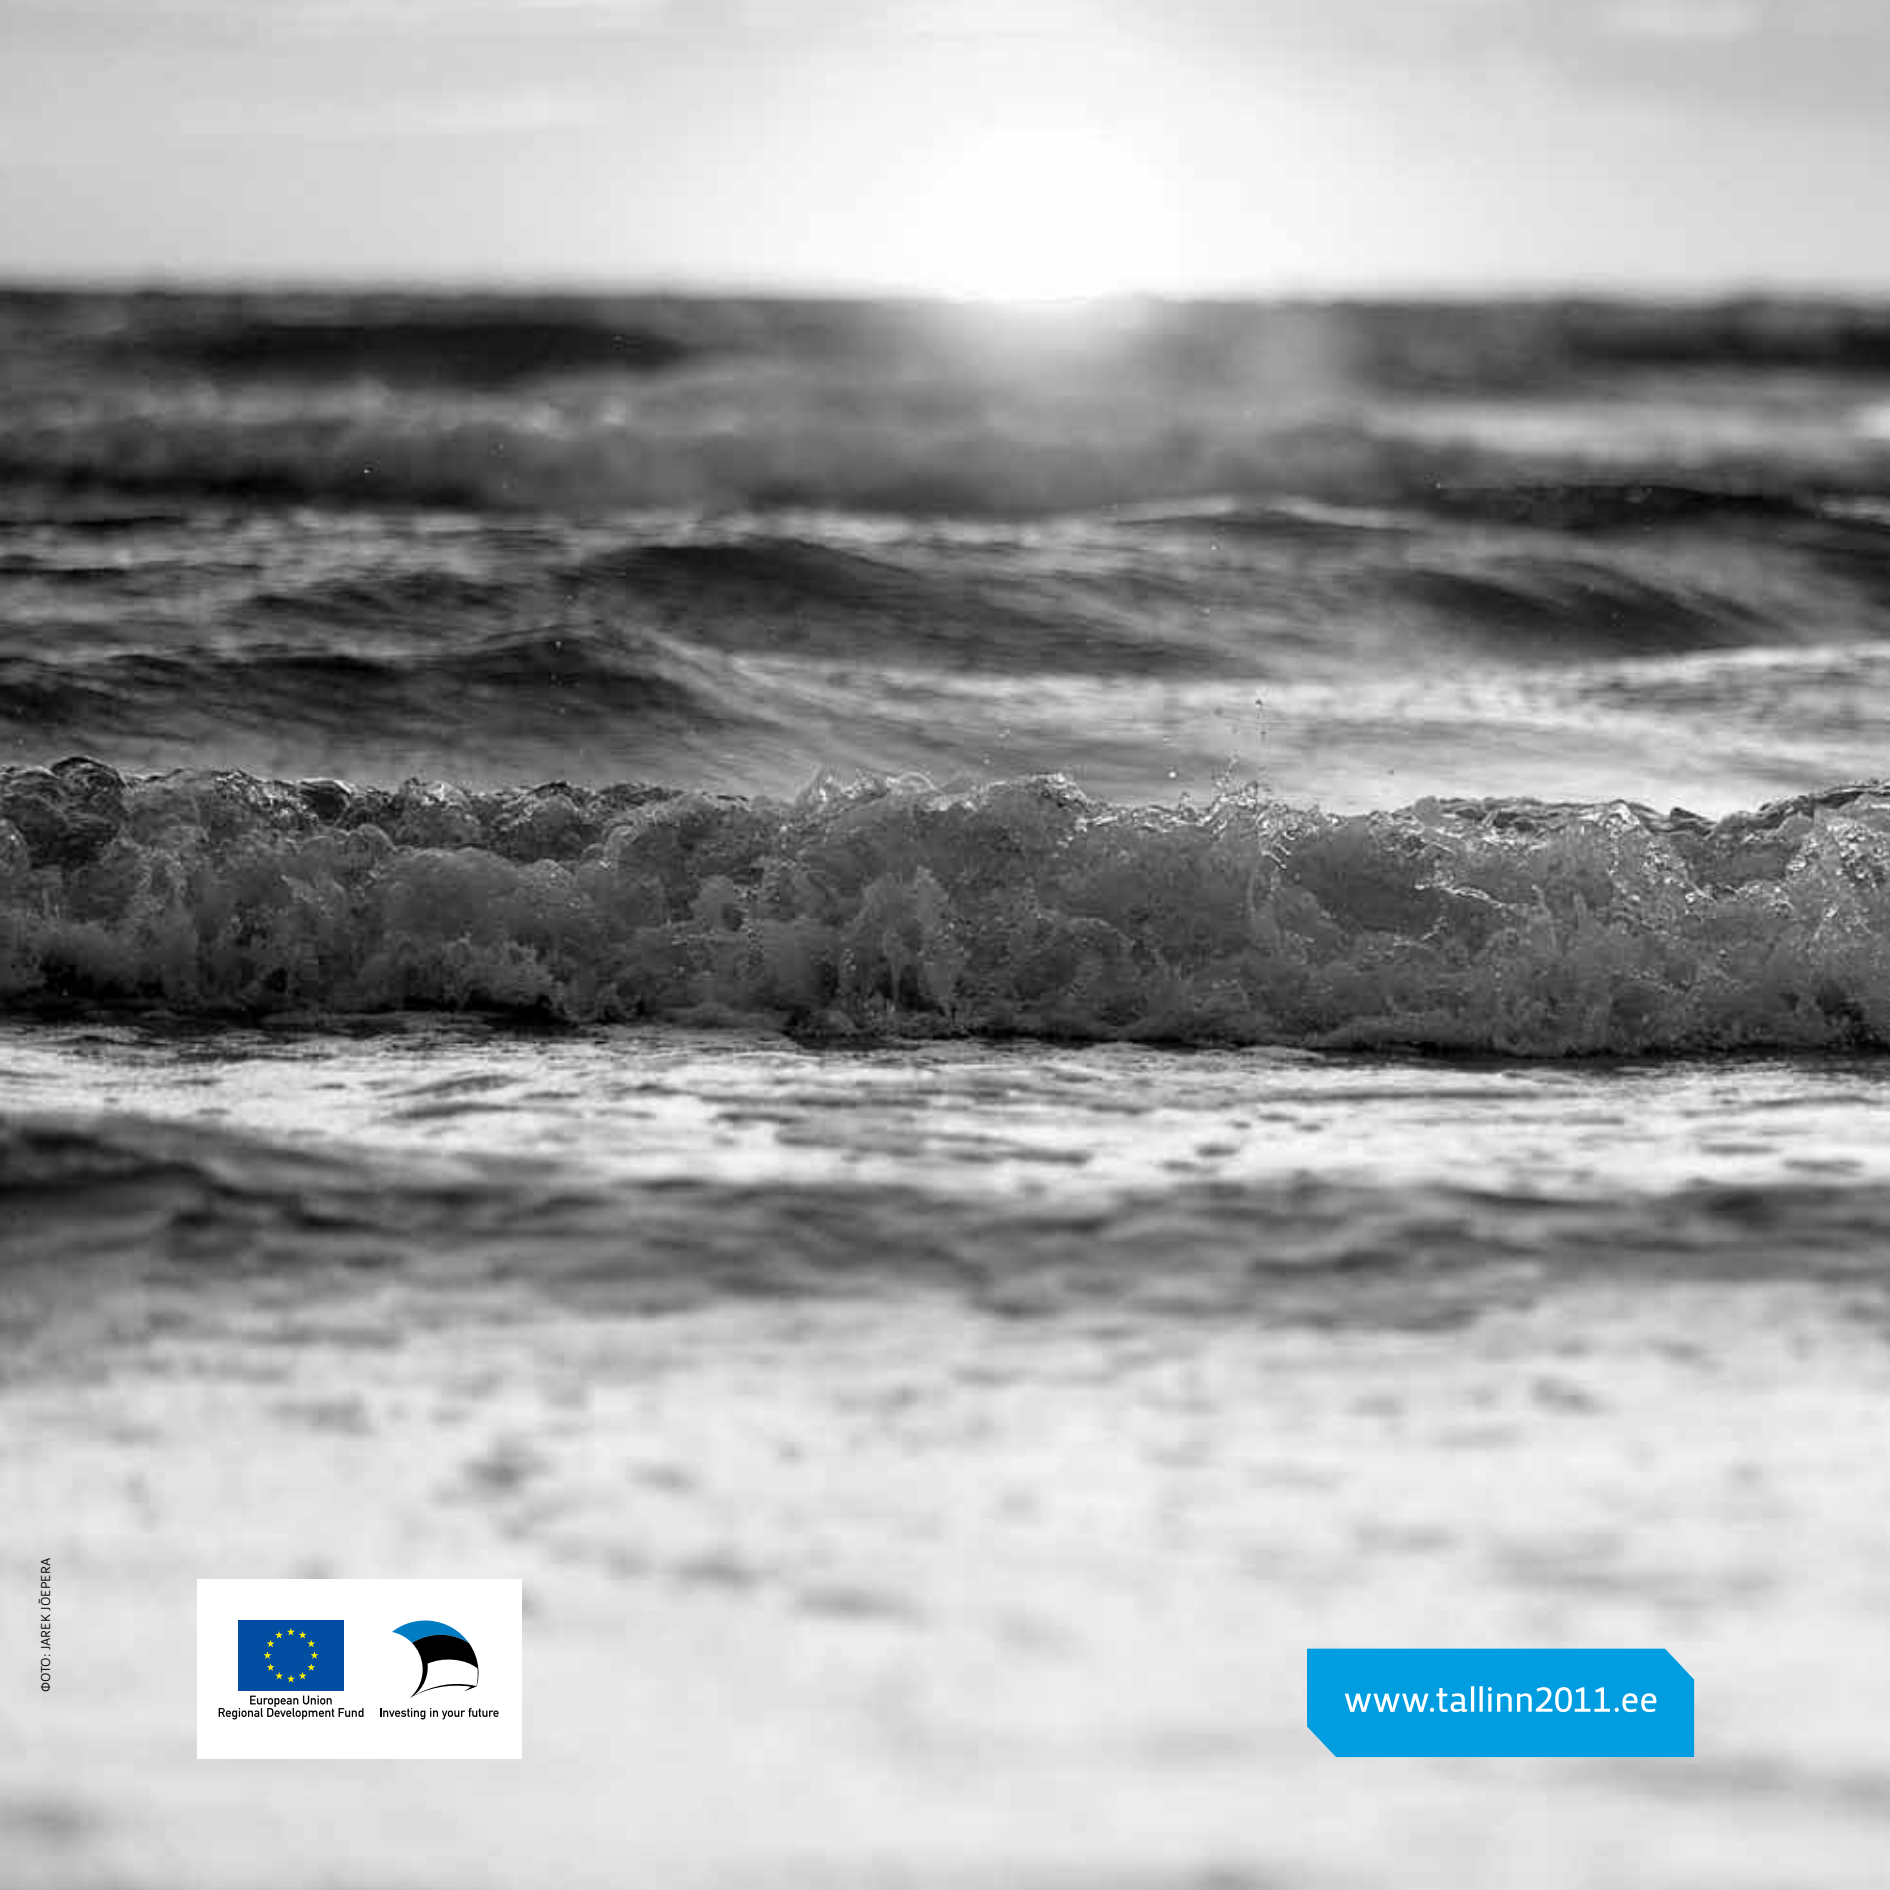 ФОТО: JAREK JÕEPERA
European Union
Regional Development Fund
Investing in your future
www.tallinn2011.ee